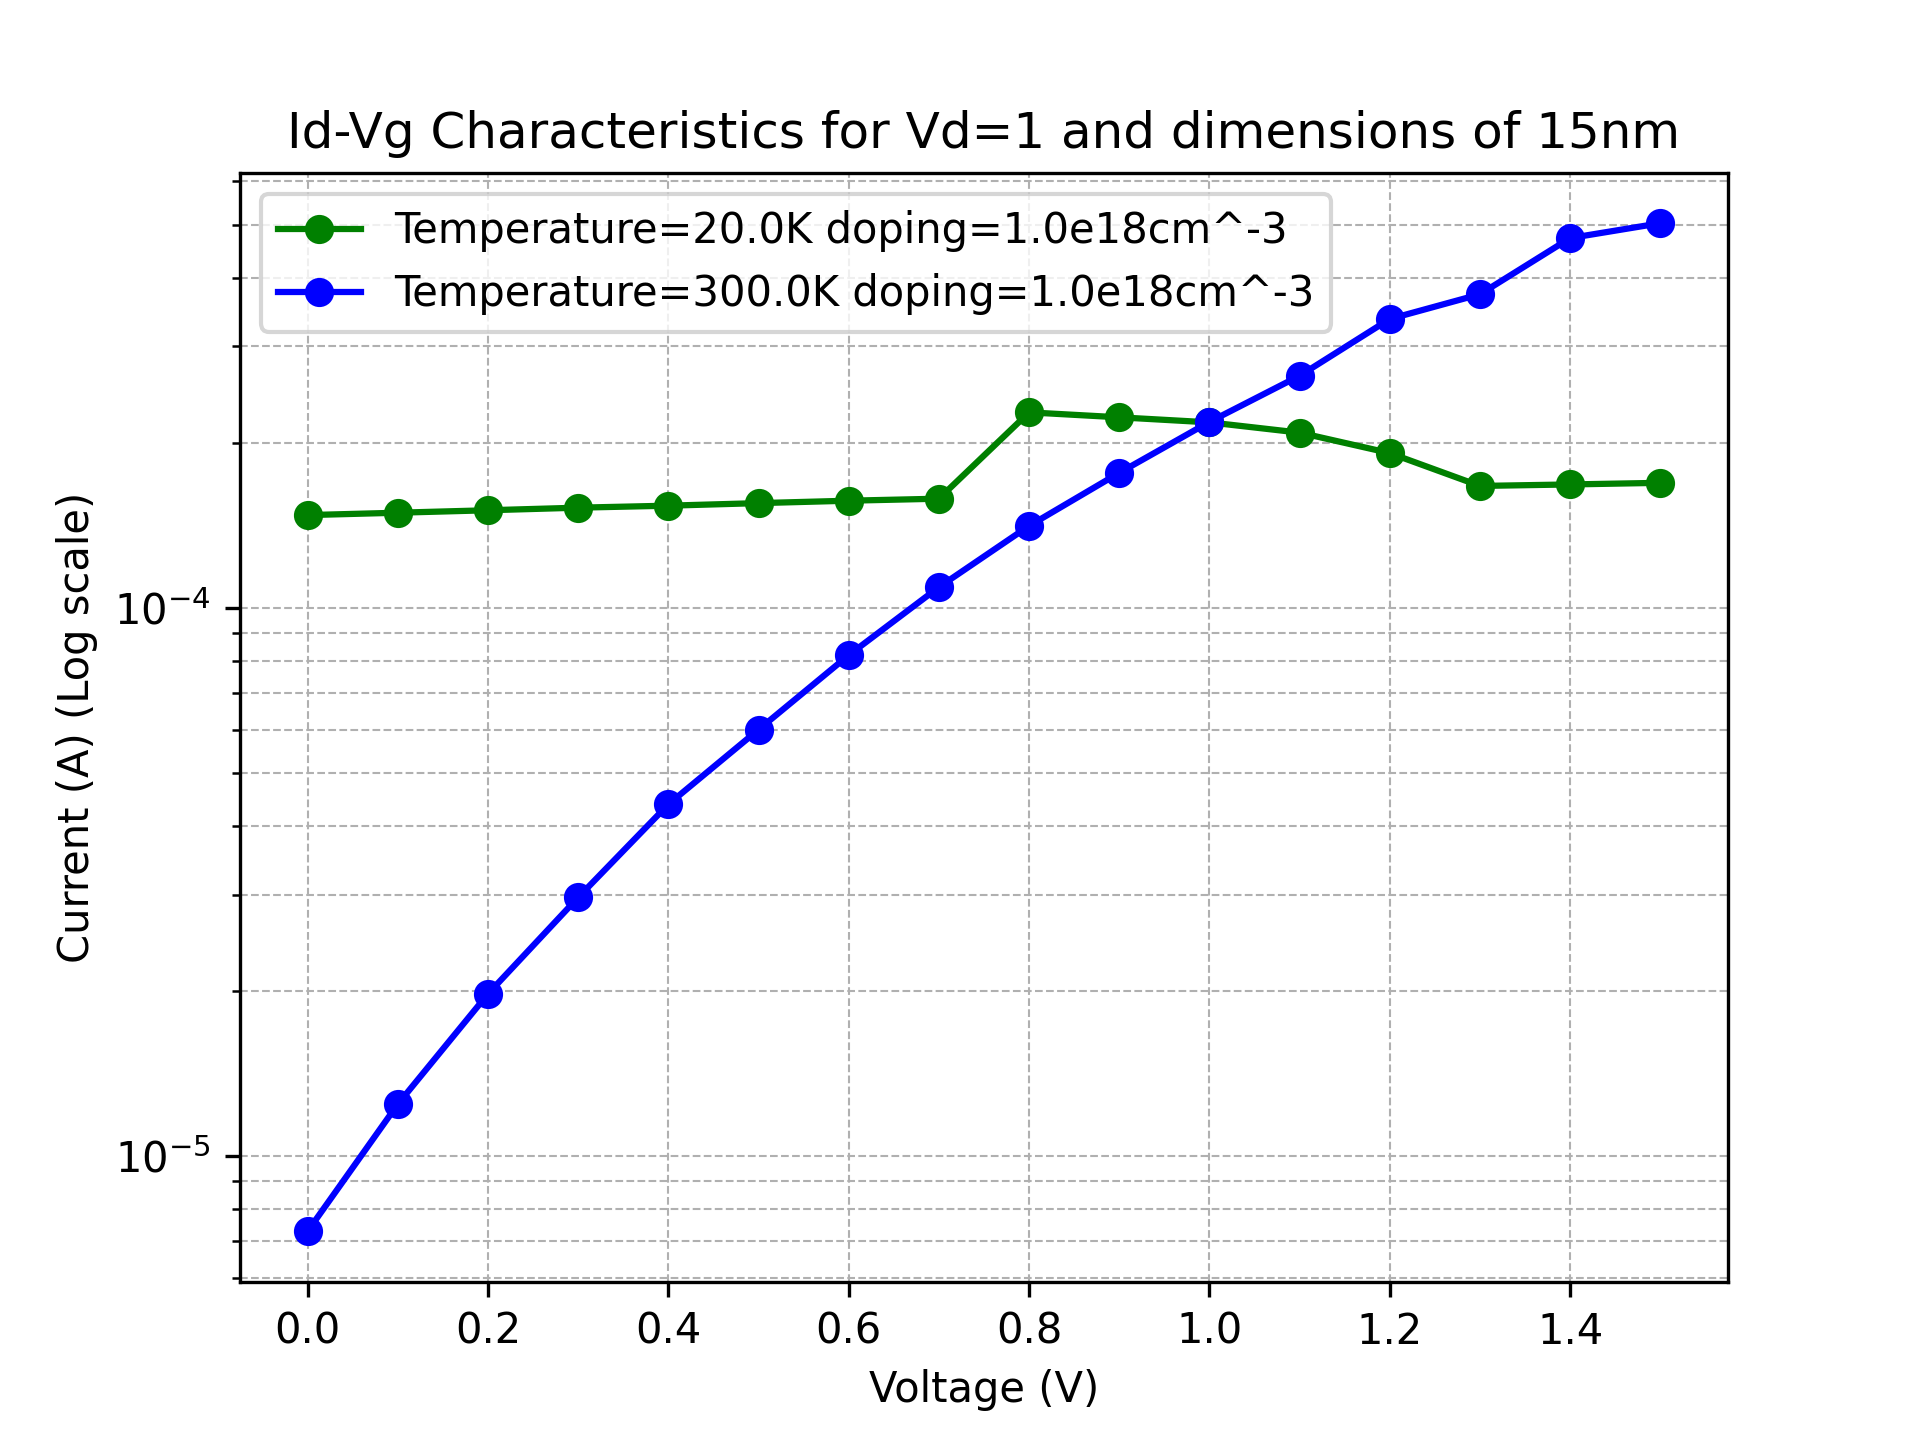 Id-Vg Characteristics for Vd=1 and dimensions of 15nm
Temperature=20.0K doping=1.0e18cm^-3
Temperature=300.0K doping=1.0e18cm^-3
Current (A) (Log scale)
10⁻⁴
10⁻⁵
0.0 0.2 0.4 0.6 0.8 1.0 1.2 1.4
Voltage (V)